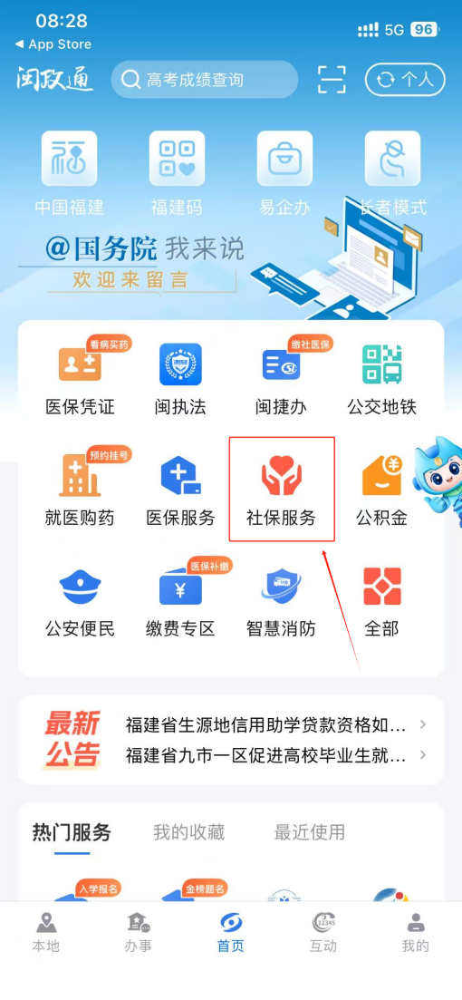 08:28
5G 96
◀ App Store
闽政通
高考成绩查询
个人
中国福建
福建码
易企办
长者模式
@国务院 我来说
欢迎来留言
看病买药
缴社医保
医保凭证
闽执法
闽捷办
公交地铁
预约挂号
就医购药
医保服务
社保服务
公积金
医保补缴
公安便民
缴费专区
智慧消防
全部
最新
公告
福建省生源地信用助学贷款资格如...
福建省九市一区促进高校毕业生就...
热门服务
我的收藏
最近使用
入学报名
金榜题名
本地
办事
首页
12345
互动
我的